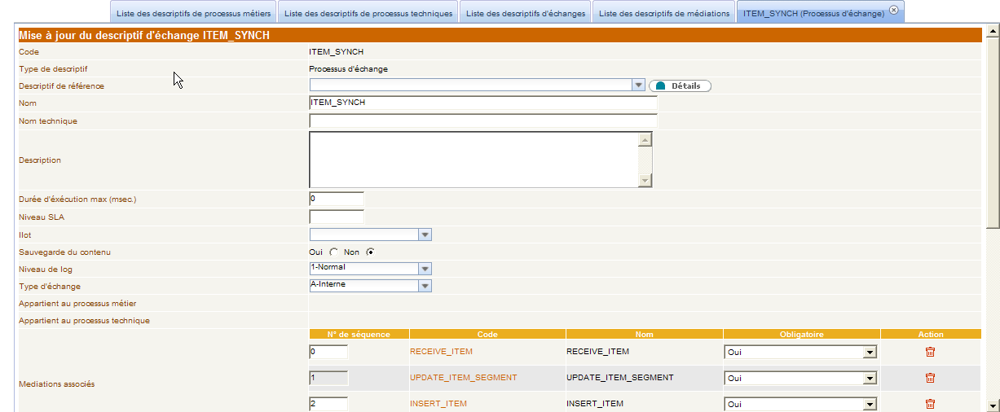 Liste des descriptifs de processus métiers Liste des descriptifs de processus techniques Liste des descriptifs d'échanges Liste des descriptifs de médiations ITEM_SYNCH (Processus d'échange)
Mise à jour du descriptif d'échange ITEM_SYNCH
Code ITEM_SYNCH
Type de descriptif Processus d'échange
Descriptif de référence Détails
Nom ITEM_SYNCH
Nom technique
Description
Durée d'éxécution max (msec.) 0
Niveau SLA
Ilot
Sauvegarde du contenu Oui Non
Niveau de log 1-Normal
Type d'échange A-Interne
Appartient au processus métier
Appartient au processus technique
N° de séquence Code Nom Obligatoire Action
0 RECEIVE_ITEM RECEIVE_ITEM Oui
Mediations associés
1 UPDATE_ITEM_SEGMENT UPDATE_ITEM_SEGMENT Oui
2 INSERT_ITEM INSERT_ITEM Oui